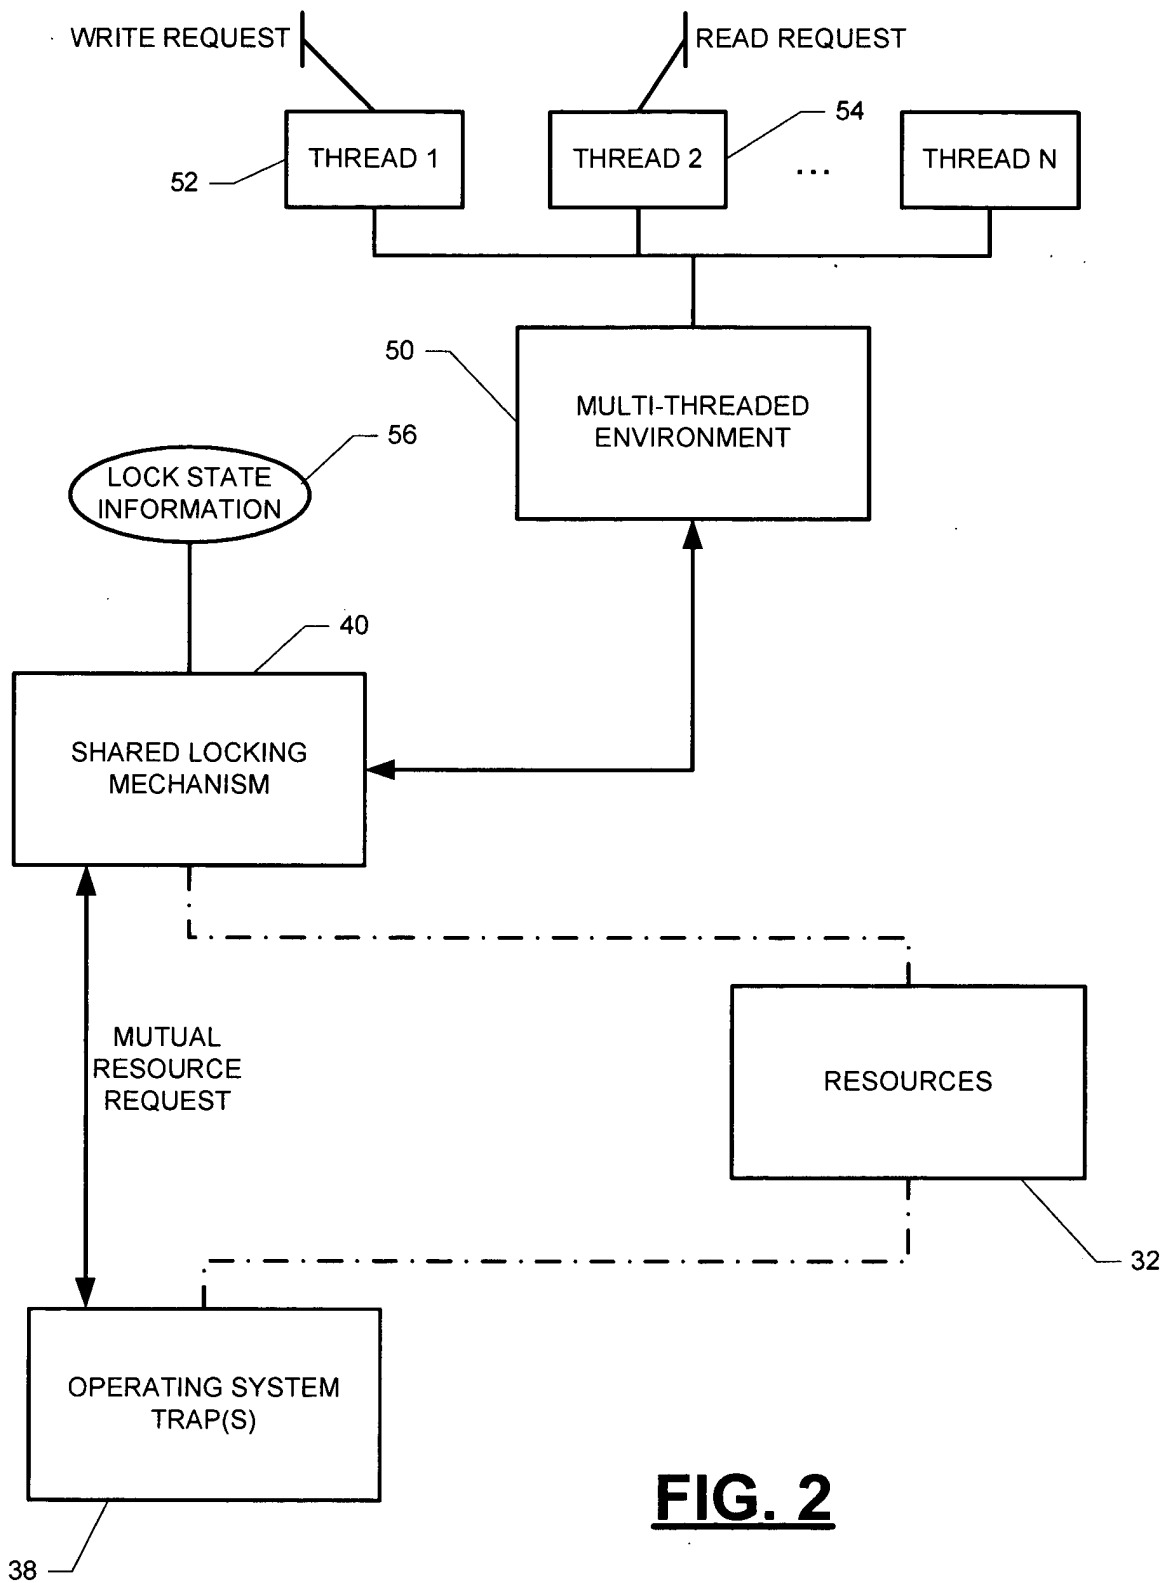 WRITE REQUEST
READ REQUEST
54
THREAD 1
THREAD 2
...
THREAD N
52
50
MULTI-THREADED
ENVIRONMENT
56
LOCK STATE
INFORMATION
40
SHARED LOCKING
MECHANISM
MUTUAL
RESOURCE
REQUEST
RESOURCES
32
OPERATING SYSTEM
TRAP(S)
FIG. 2
38